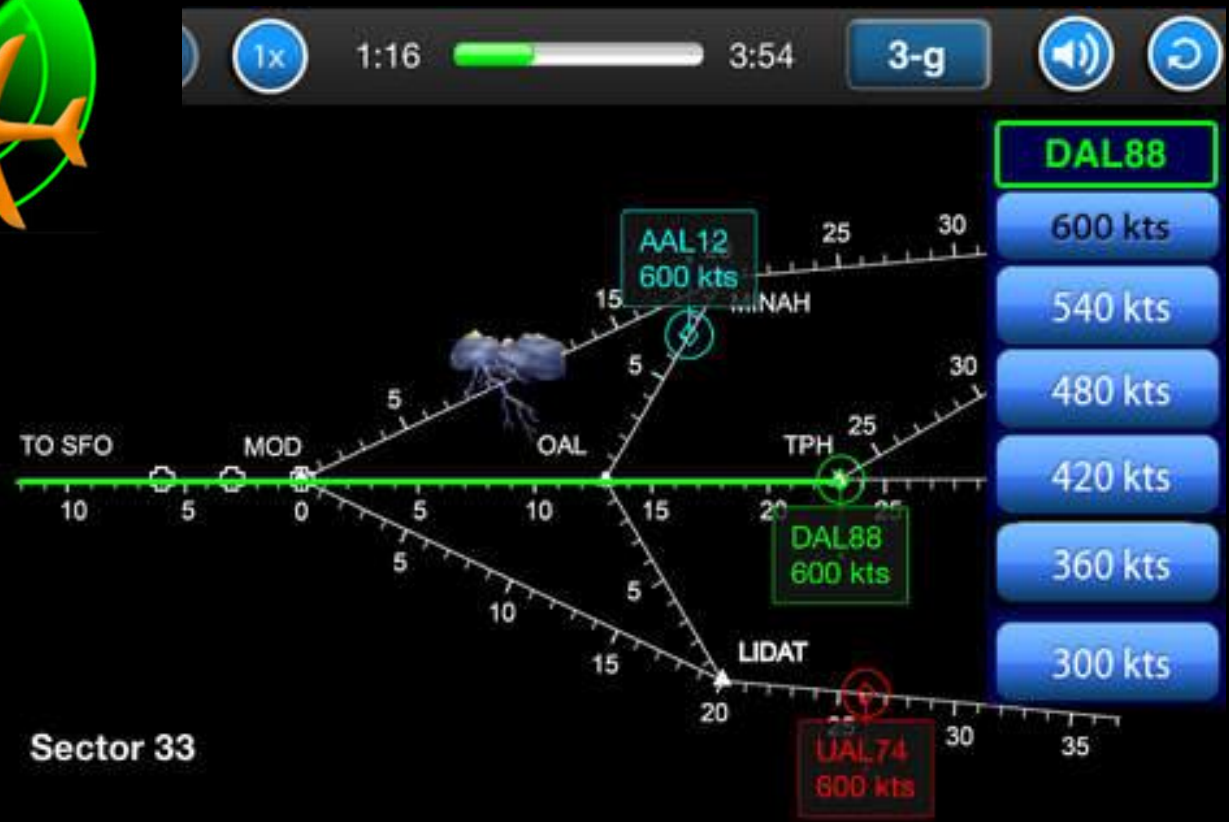 1x 1:16 3:54 3-g
DAL88
600 kts
540 kts
480 kts
420 kts
360 kts
300 kts
AAL12
600 kts
15 25 30
MINAH
5
5
30
25
TO SFO MOD OAL TPH
10 5 0 5 10 15 20 25
DAL88
600 kts
5
10
15
5
LIDAT
20 25 30 35
UAL74
600 kts
Sector 33